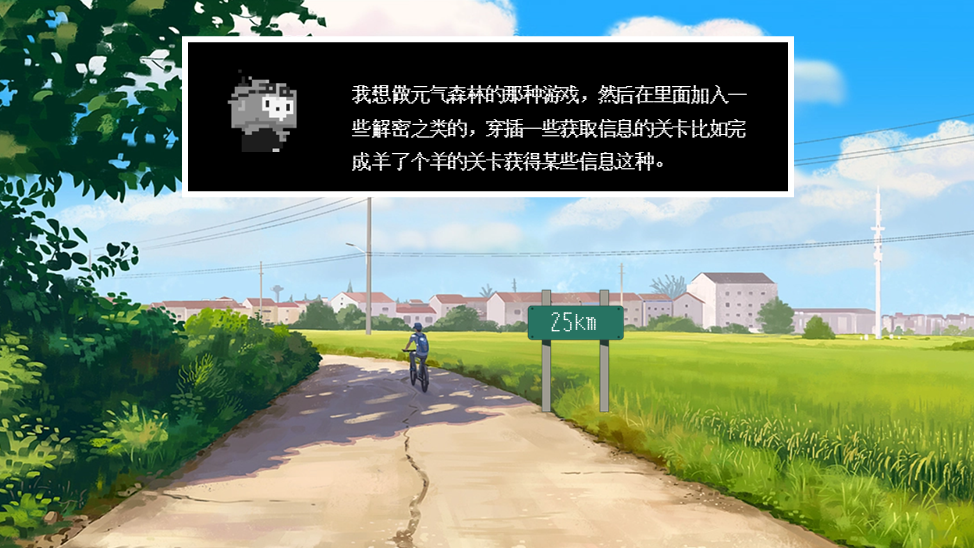 我想做元气森林的那种游戏，然后在里面加入一
些解密之类的，穿插一些获取信息的关卡比如完
成羊了个羊的关卡获得某些信息这种。
25km